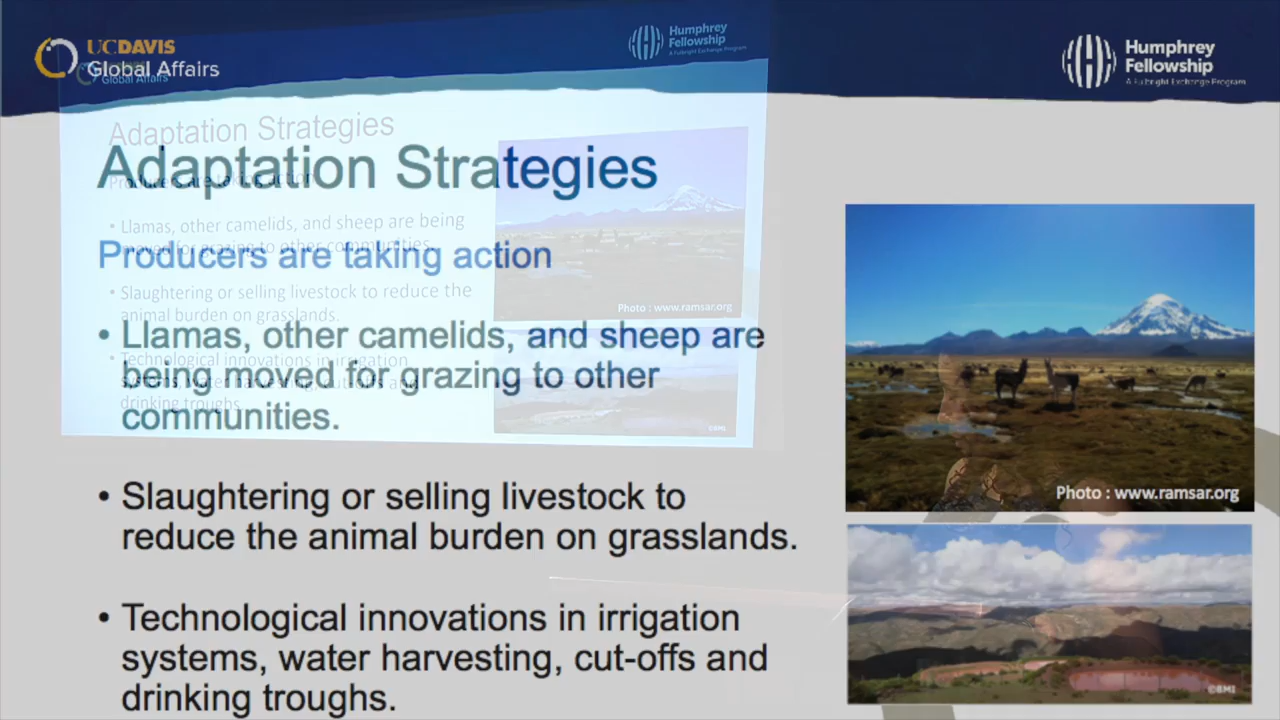 UCDAVIS
Global Affairs
Humphrey
Fellowship
A Fulbright Exchange Program
Humphrey
Fellowship
A Fulbright Exchange Program
Global Affairs
Adaptation Strategies
Producers are taking action
• Llamas, other camelids, and sheep are being
moved for grazing to other communities.
• Slaughtering or selling livestock to reduce the
animal burden on grasslands.
• Technological innovations in irrigation
systems, water harvesting, cut-offs and
drinking troughs.
Photo : www.ramsar.org
©BMI
Adaptation Strategies
Producers are taking action
• Llamas, other camelids, and sheep are
being moved for grazing to other
communities.
• Slaughtering or selling livestock to
reduce the animal burden on grasslands.
• Technological innovations in irrigation
systems, water harvesting, cut-offs and
drinking troughs.
Photo : www.ramsar.org
©BMI